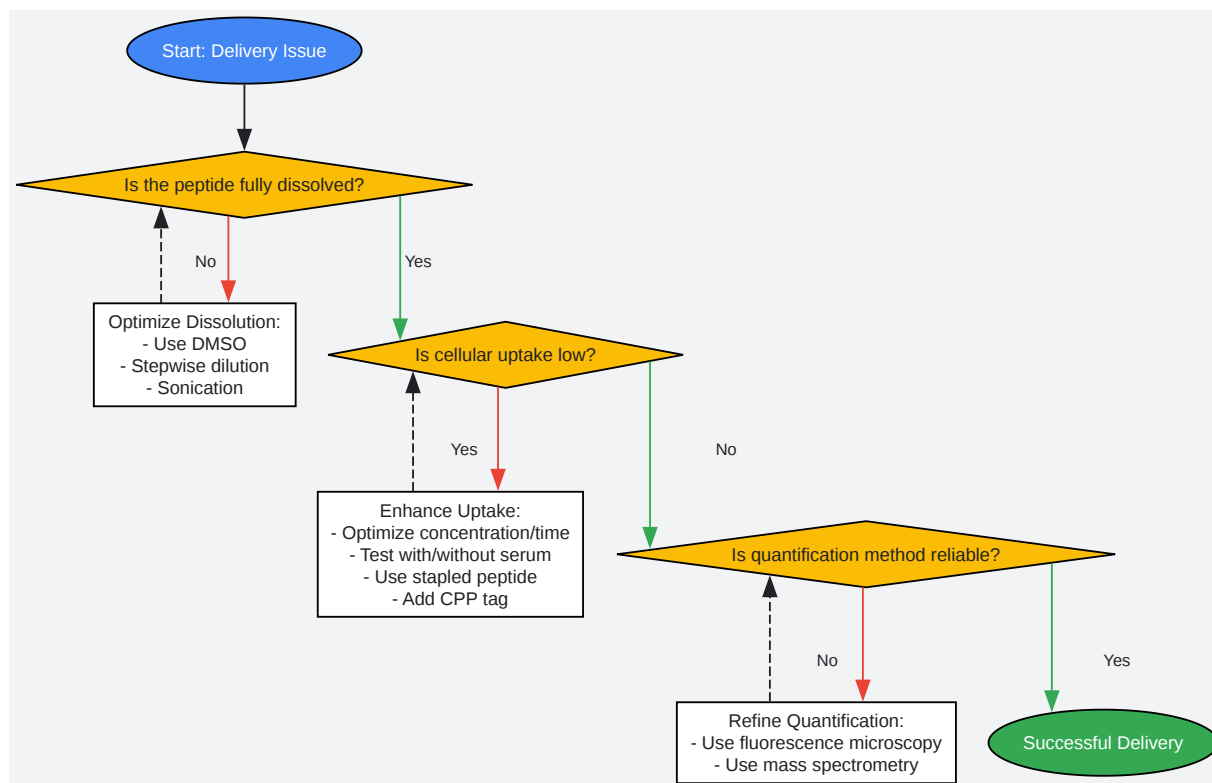 Start: Delivery Issue
Is the peptide fully dissolved?
No
Yes
Optimize Dissolution:
- Use DMSO
- Stepwise dilution
- Sonication
Is cellular uptake low?
Yes
No
Enhance Uptake:
- Optimize concentration/time
- Test with/without serum
- Use stapled peptide
- Add CPP tag
Is quantification method reliable?
No
Yes
Refine Quantification:
- Use fluorescence microscopy
- Use mass spectrometry
Successful Delivery